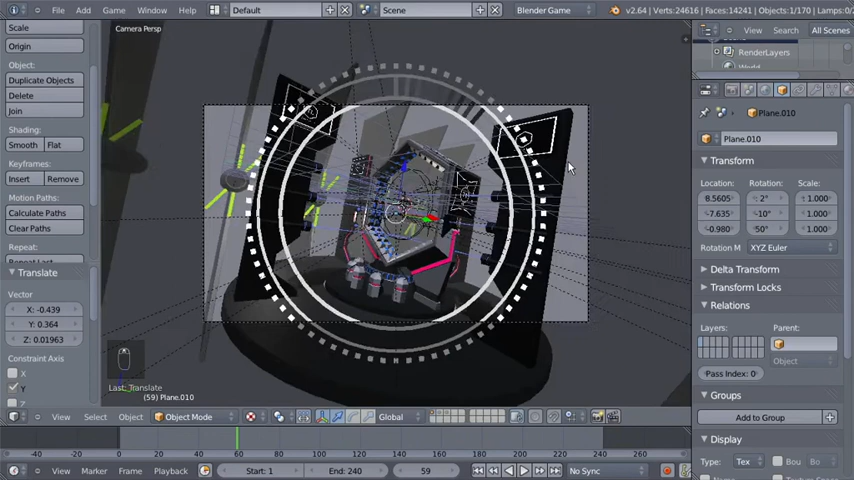 File Add Window Help Default Scene Blender Game v2.64 | Verts:24616 | Faces:14241 | Objects:1/170 | Lamps:0/
Scale
Origin
Object:
Duplicate Objects
Delete
Join
Shading:
Smooth Flat
Keyframes:
Insert Remove
Motion Paths:
Calculate Paths
Clear Paths
Repeat:
Repeat Last
Translate
Vector
X: -0.439
Y: 0.364
Z: 0.01963
Constraint Axis
X
Y
Camera Persp
Last: Translate
(59) Plane.010
View Select Object Object Mode Global
-40 -20 0 20 40 60 80 100 120 140 160 180 200 220 240 260
View Marker Frame Playback Start: 1 End: 240 59 No Sync
View Search All Scenes
RenderLayers
World
Plane.010
Plane.010
Transform
Location: Rotation: Scale:
8.5605 2° 1.000
-7.635 -10° 1.000
-0.980 50° 1.000
Rotation M XYZ Euler
Delta Transform
Transform Locks
Relations
Layers: Parent:
Object
Pass Index: 0
Groups
Add to Group
Display
Type: Tex Bou Bo